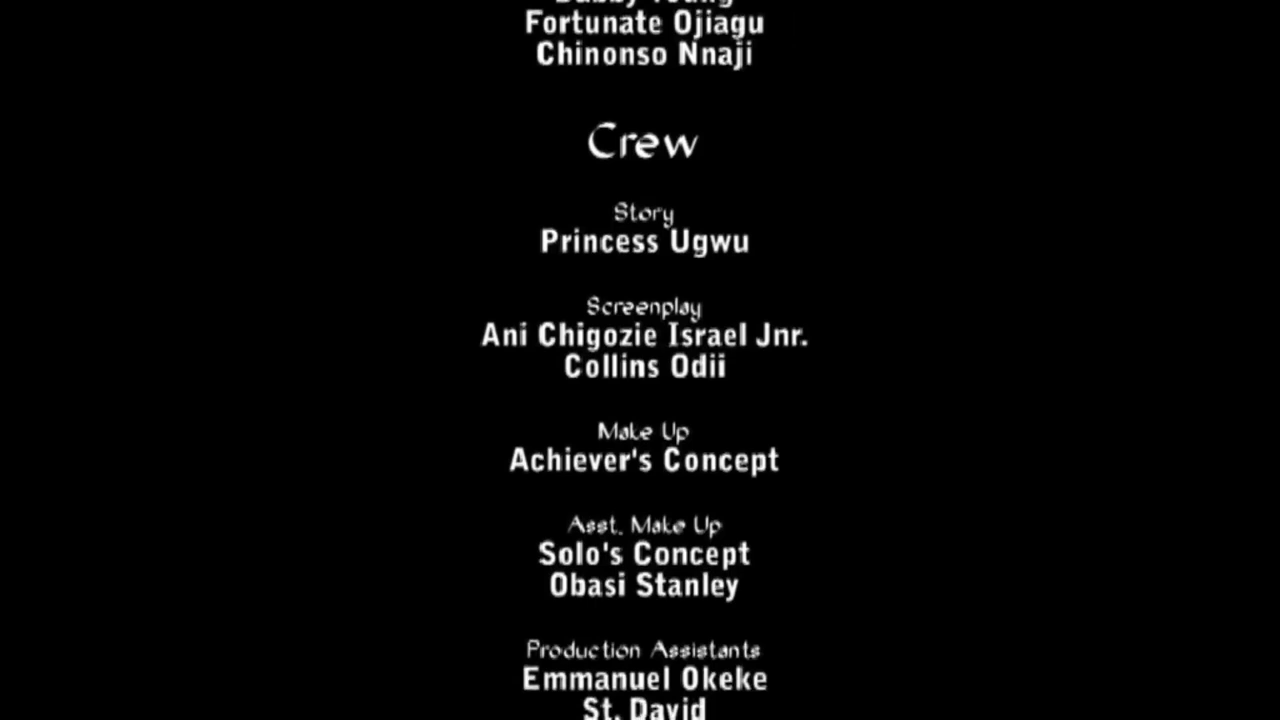 Fortunate Ojiagu
Chinonso Nnaji
Crew
Story
Princess Ugwu
Screenplay
Ani Chigozie Israel Jnr.
Collins Odii
Make Up
Achiever's Concept
Asst. Make Up
Solo's Concept
Obasi Stanley
Production Assistants
Emmanuel Okeke
St. David